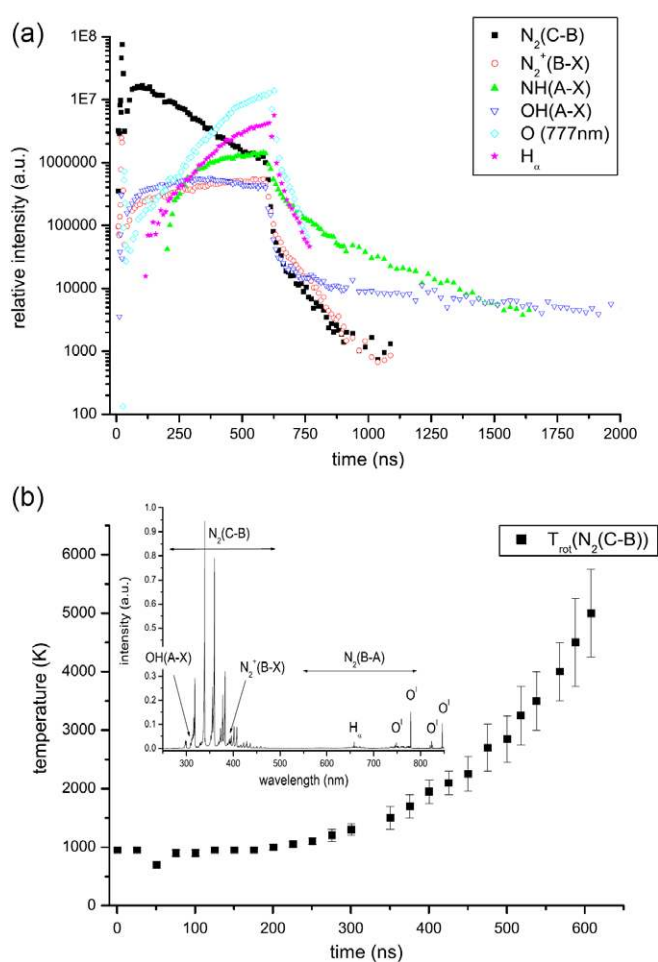 (a)
1E8
1E7
1000000
100000
10000
1000
100
relative intensity (a.u.)
0 250 500 750 1000 1250 1500 1750 2000
time (ns)
N₂(C-B)
N₂⁺(B-X)
NH(A-X)
OH(A-X)
O (777nm)
Hα
(b)
6000
5000
4000
3000
2000
1000
0
temperature (K)
0 100 200 300 400 500 600
time (ns)
T_rot(N₂(C-B))
1.0
0.9
0.8
0.7
0.6
0.5
0.4
0.3
0.2
0.1
0.0
intensity (a.u.)
N₂(C-B)
OH(A-X)
N₂⁺(B-X)
N₂(B-A)
Hα
Oᴵ
Oᴵ
Oᴵ
Oᴵ
300 400 500 600 700 800
wavelength (nm)